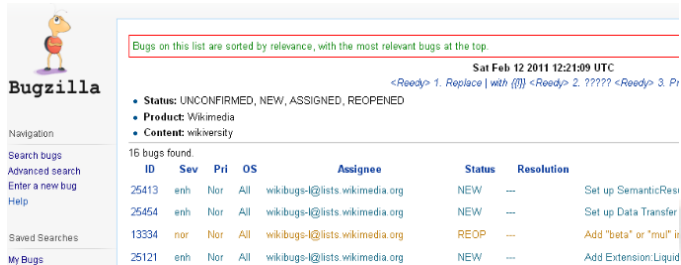 Bugzilla
Navigation
Search bugs
Advanced search
Enter a new bug
Help
Saved Searches
My Bugs
Bugs on this list are sorted by relevance, with the most relevant bugs at the top.
Sat Feb 12 2011 12:21:09 UTC
<Reedy> 1. Replace | with {{!}} <Reedy> 2. ????? <Reedy> 3. Pr
• Status: UNCONFIRMED, NEW, ASSIGNED, REOPENED
• Product: Wikimedia
• Content: wikiversity
16 bugs found.
ID Sev Pri OS Assignee Status Resolution
25413 enh Nor All wikibugs-l@lists.wikimedia.org NEW --- Set up SemanticResu
25454 enh Nor All wikibugs-l@lists.wikimedia.org NEW --- Set up Data Transfer
13334 nor Nor All wikibugs-l@lists.wikimedia.org REOP --- Add "beta" or "mul" in
25121 enh Nor All wikibugs-l@lists.wikimedia.org NEW --- Add Extension:Liquid